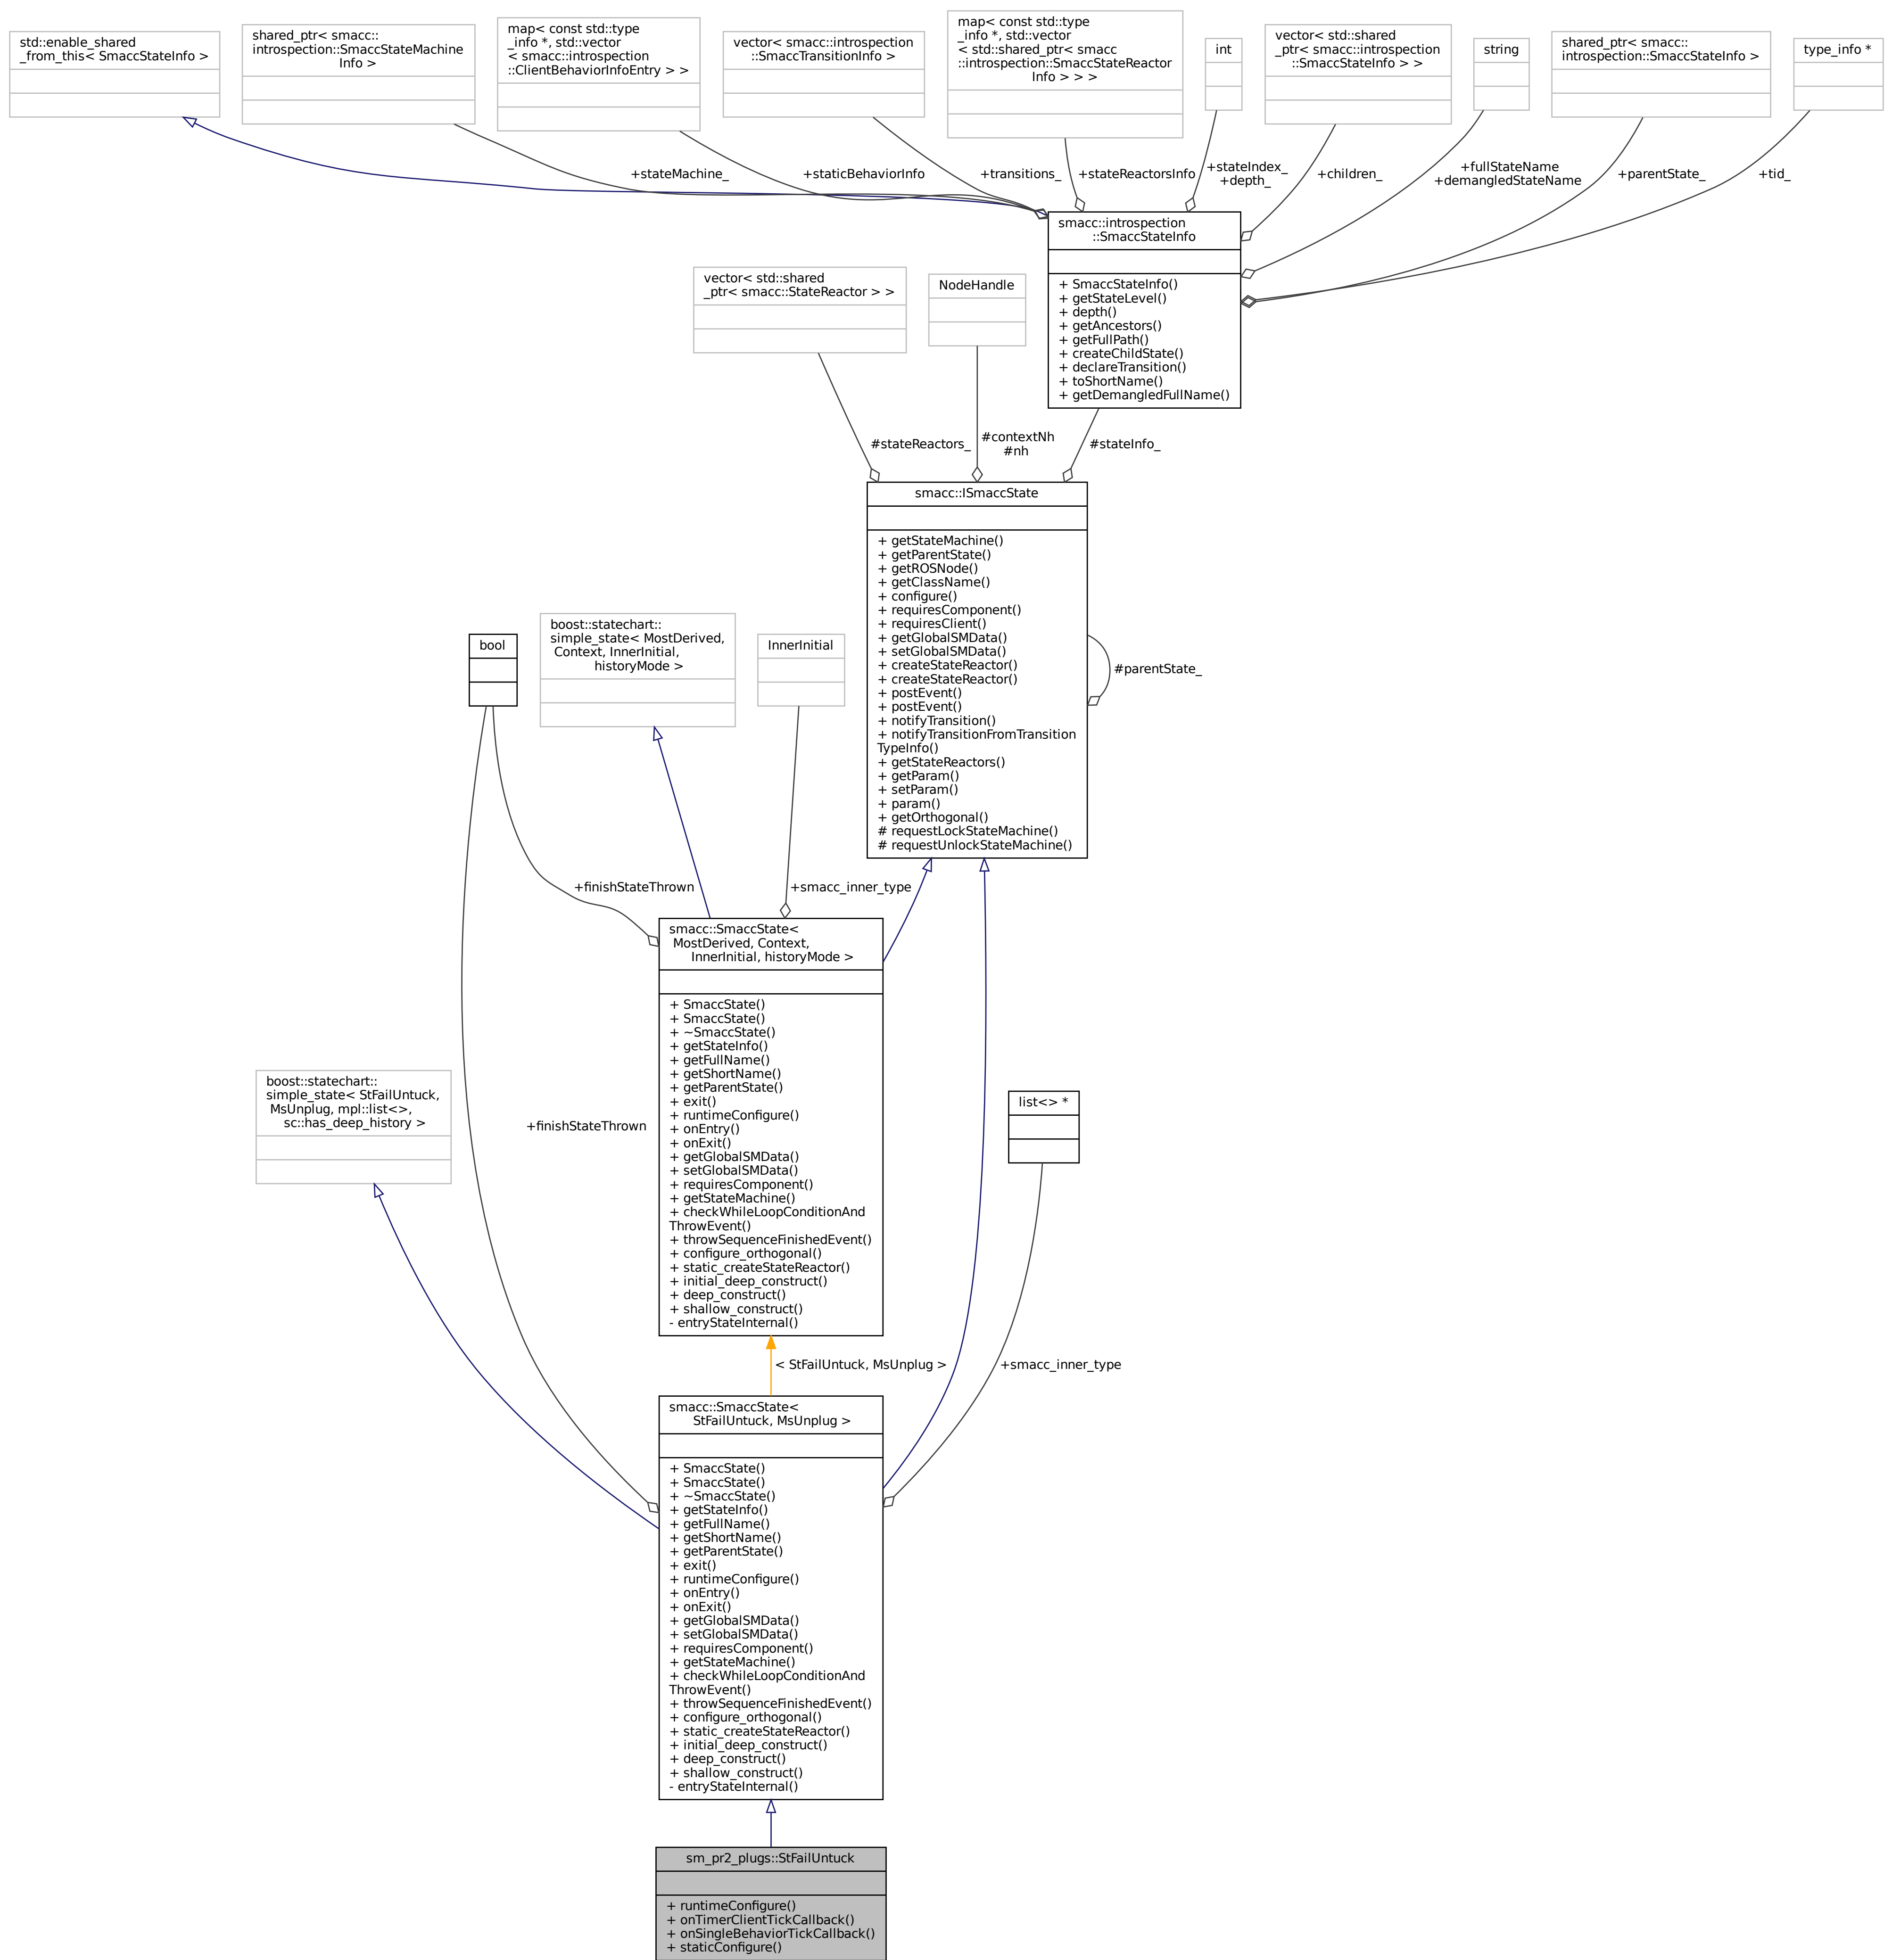 std::enable_shared
_from_this< SmaccStateInfo >
shared_ptr< smacc::
introspection::SmaccStateMachine
Info >
map< const std::type
_info *, std::vector
< smacc::introspection
::ClientBehaviorInfoEntry > >
vector< smacc::introspection
::SmaccTransitionInfo >
map< const std::type
_info *, std::vector
< std::shared_ptr< smacc
::introspection::SmaccStateReactor
Info > > >
int
vector< std::shared
_ptr< smacc::introspection
::SmaccStateInfo > >
string
shared_ptr< smacc::
introspection::SmaccStateInfo >
type_info *
+stateMachine_
+staticBehaviorInfo
+transitions_
+stateReactorsInfo
+stateIndex_
+depth_
+children_
+fullStateName
+demangledStateName
+parentState_
+tid_
smacc::introspection
::SmaccStateInfo
+ SmaccStateInfo()
+ getStateLevel()
+ depth()
+ getAncestors()
+ getFullPath()
+ createChildState()
+ declareTransition()
+ toShortName()
+ getDemangledFullName()
vector< std::shared
_ptr< smacc::StateReactor > >
NodeHandle
#stateReactors_
#contextNh
#nh
#stateInfo_
smacc::ISmaccState
+ getStateMachine()
+ getParentState()
+ getROSNode()
+ getClassName()
+ configure()
+ requiresComponent()
+ requiresClient()
+ getGlobalSMData()
+ setGlobalSMData()
+ createStateReactor()
+ createStateReactor()
+ postEvent()
+ postEvent()
+ notifyTransition()
+ notifyTransitionFromTransition
TypeInfo()
+ getStateReactors()
+ getParam()
+ setParam()
+ param()
+ getOrthogonal()
# requestLockStateMachine()
# requestUnlockStateMachine()
#parentState_
bool
boost::statechart::
simple_state< MostDerived,
Context, InnerInitial,
historyMode >
InnerInitial
+finishStateThrown
+smacc_inner_type
smacc::SmaccState<
MostDerived, Context,
InnerInitial, historyMode >
+ SmaccState()
+ SmaccState()
+ ~SmaccState()
+ getStateInfo()
+ getFullName()
+ getShortName()
+ getParentState()
+ exit()
+ runtimeConfigure()
+ onEntry()
+ onExit()
+ getGlobalSMData()
+ setGlobalSMData()
+ requiresComponent()
+ getStateMachine()
+ checkWhileLoopConditionAnd
ThrowEvent()
+ throwSequenceFinishedEvent()
+ configure_orthogonal()
+ static_createStateReactor()
+ initial_deep_construct()
+ deep_construct()
+ shallow_construct()
- entryStateInternal()
boost::statechart::
simple_state< StFailUntuck,
MsUnplug, mpl::list<>,
sc::has_deep_history >
+finishStateThrown
list<> *
< StFailUntuck, MsUnplug >
+smacc_inner_type
smacc::SmaccState<
StFailUntuck, MsUnplug >
+ SmaccState()
+ SmaccState()
+ ~SmaccState()
+ getStateInfo()
+ getFullName()
+ getShortName()
+ getParentState()
+ exit()
+ runtimeConfigure()
+ onEntry()
+ onExit()
+ getGlobalSMData()
+ setGlobalSMData()
+ requiresComponent()
+ getStateMachine()
+ checkWhileLoopConditionAnd
ThrowEvent()
+ throwSequenceFinishedEvent()
+ configure_orthogonal()
+ static_createStateReactor()
+ initial_deep_construct()
+ deep_construct()
+ shallow_construct()
- entryStateInternal()
sm_pr2_plugs::StFailUntuck
+ runtimeConfigure()
+ onTimerClientTickCallback()
+ onSingleBehaviorTickCallback()
+ staticConfigure()